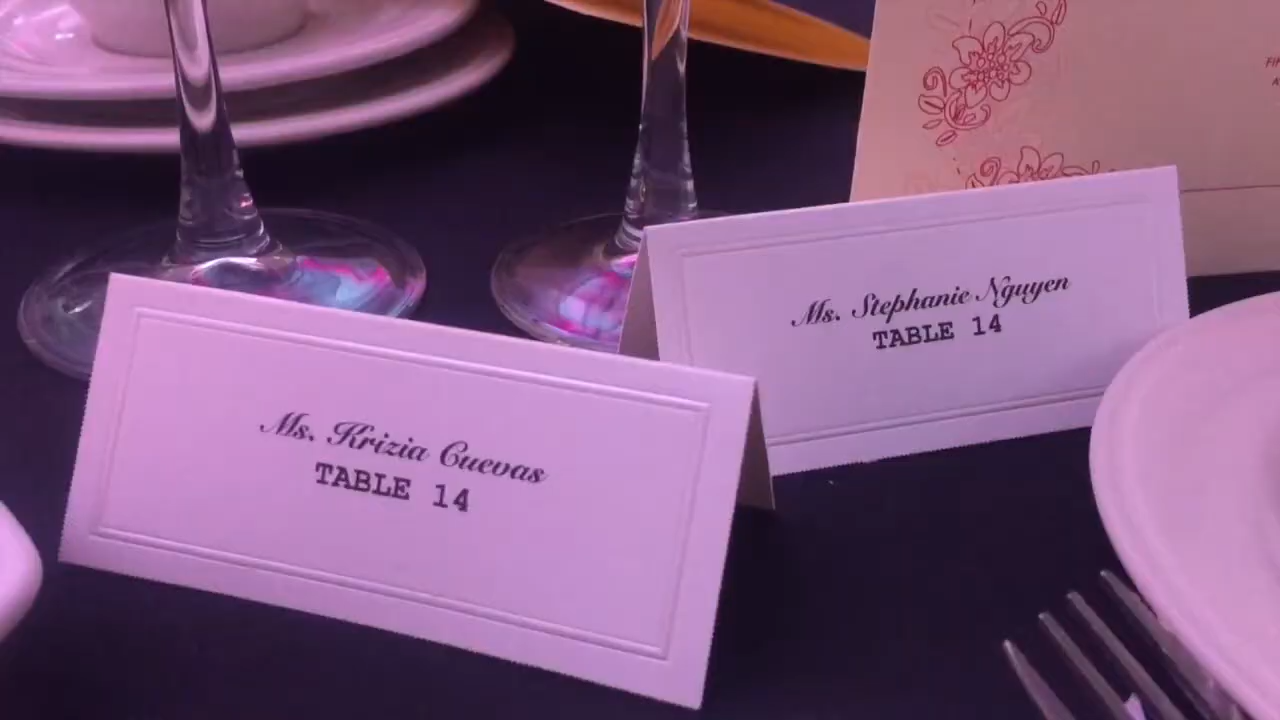 Ms. Stephanie Nguyen
TABLE 14
Ms. Krizia Cuevas
TABLE 14